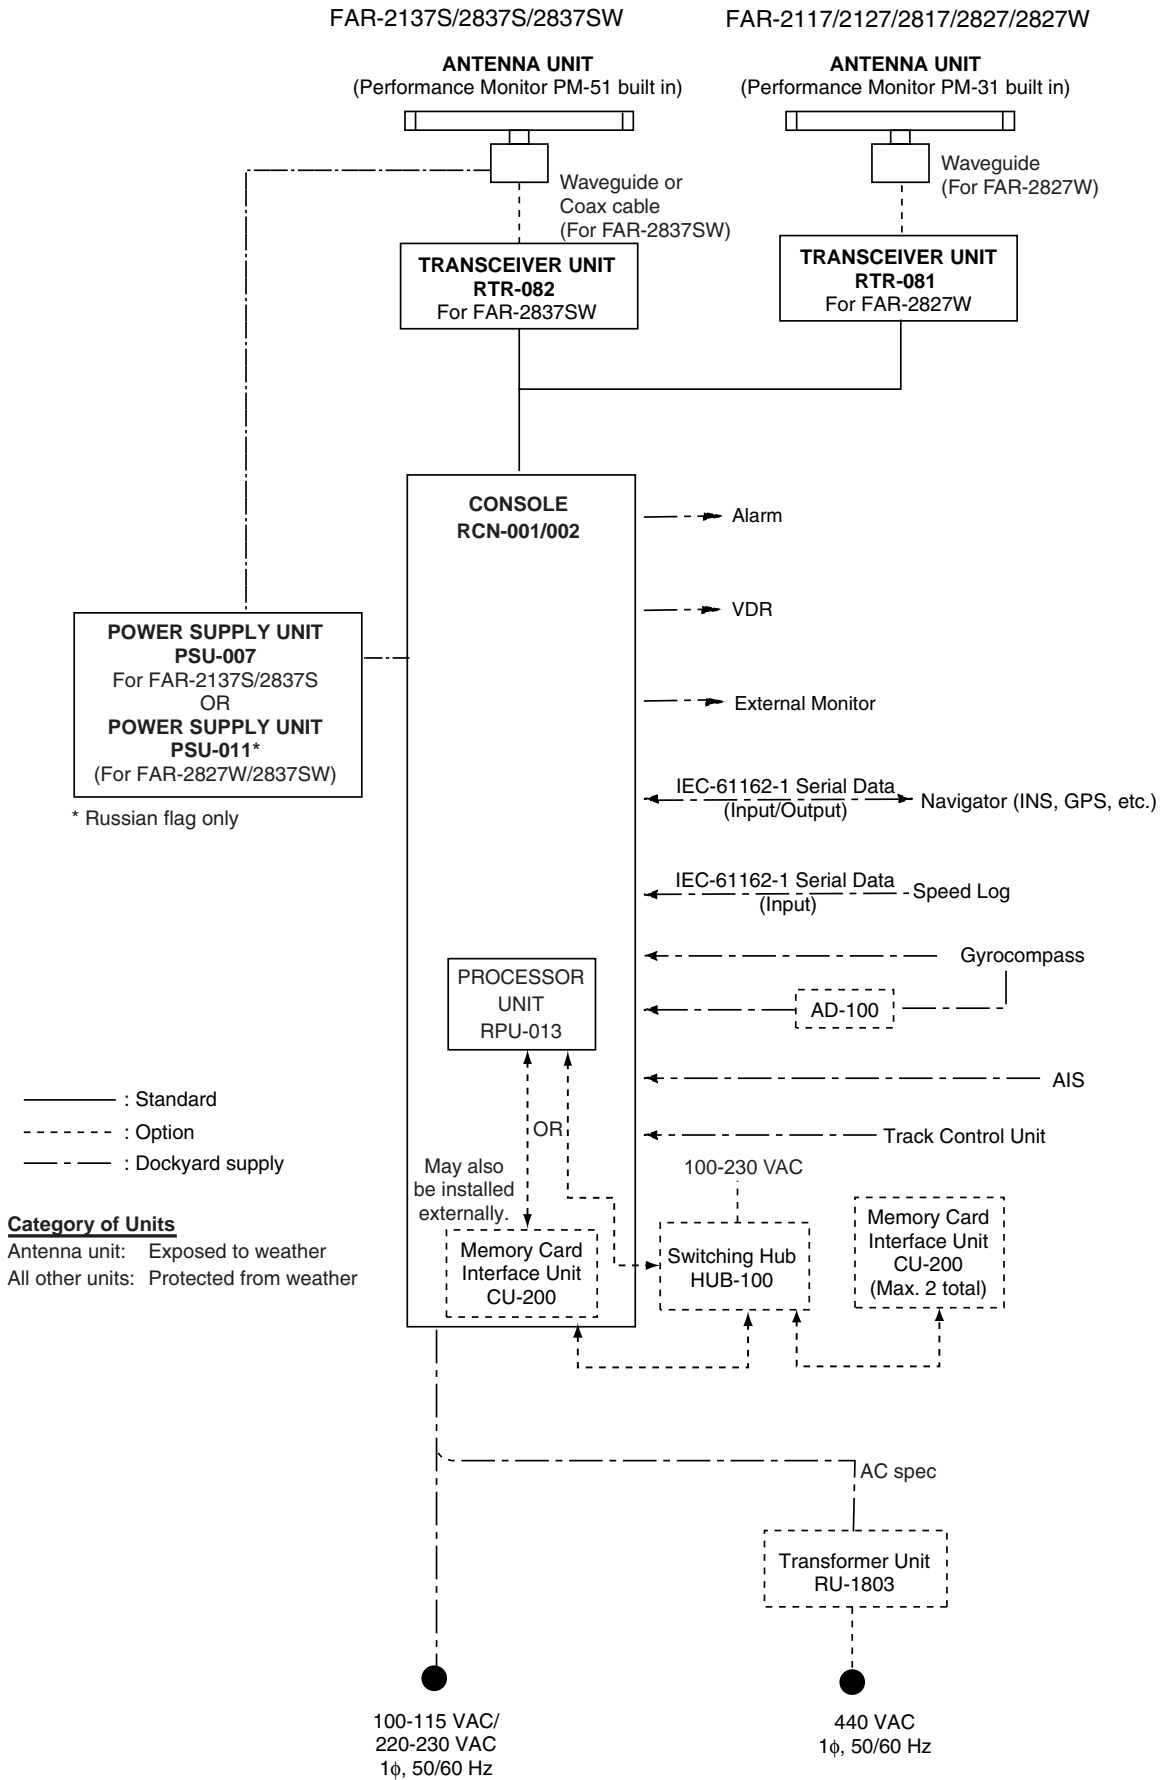 FAR-2137S/2837S/2837SW
FAR-2117/2127/2817/2827/2827W
ANTENNA UNIT
(Performance Monitor PM-51 built in)
ANTENNA UNIT
(Performance Monitor PM-31 built in)
Waveguide or
Coax cable
(For FAR-2837SW)
Waveguide
(For FAR-2827W)
TRANSCEIVER UNIT
RTR-082
For FAR-2837SW
TRANSCEIVER UNIT
RTR-081
For FAR-2827W
CONSOLE
RCN-001/002
Alarm
VDR
External Monitor
POWER SUPPLY UNIT
PSU-007
For FAR-2137S/2837S
OR
POWER SUPPLY UNIT
PSU-011*
(For FAR-2827W/2837SW)
* Russian flag only
IEC-61162-1 Serial Data
(Input/Output)
Navigator (INS, GPS, etc.)
IEC-61162-1 Serial Data
(Input)
Speed Log
Gyrocompass
AD-100
PROCESSOR
UNIT
RPU-013
AIS
Track Control Unit
: Standard
: Option
: Dockyard supply
OR
May also
be installed
externally.
100-230 VAC
Category of Units
Antenna unit: Exposed to weather
All other units: Protected from weather
Memory Card
Interface Unit
CU-200
Switching Hub
HUB-100
Memory Card
Interface Unit
CU-200
(Max. 2 total)
AC spec
Transformer Unit
RU-1803
100-115 VAC/
220-230 VAC
1ϕ, 50/60 Hz
440 VAC
1ϕ, 50/60 Hz